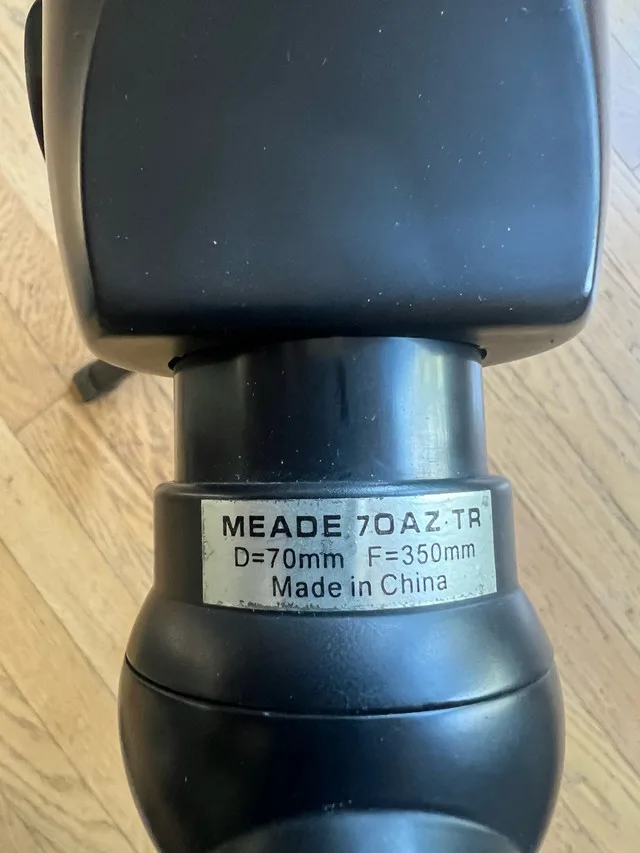 MEADE 70AZ·TR
D=70mm F=350mm
Made in China